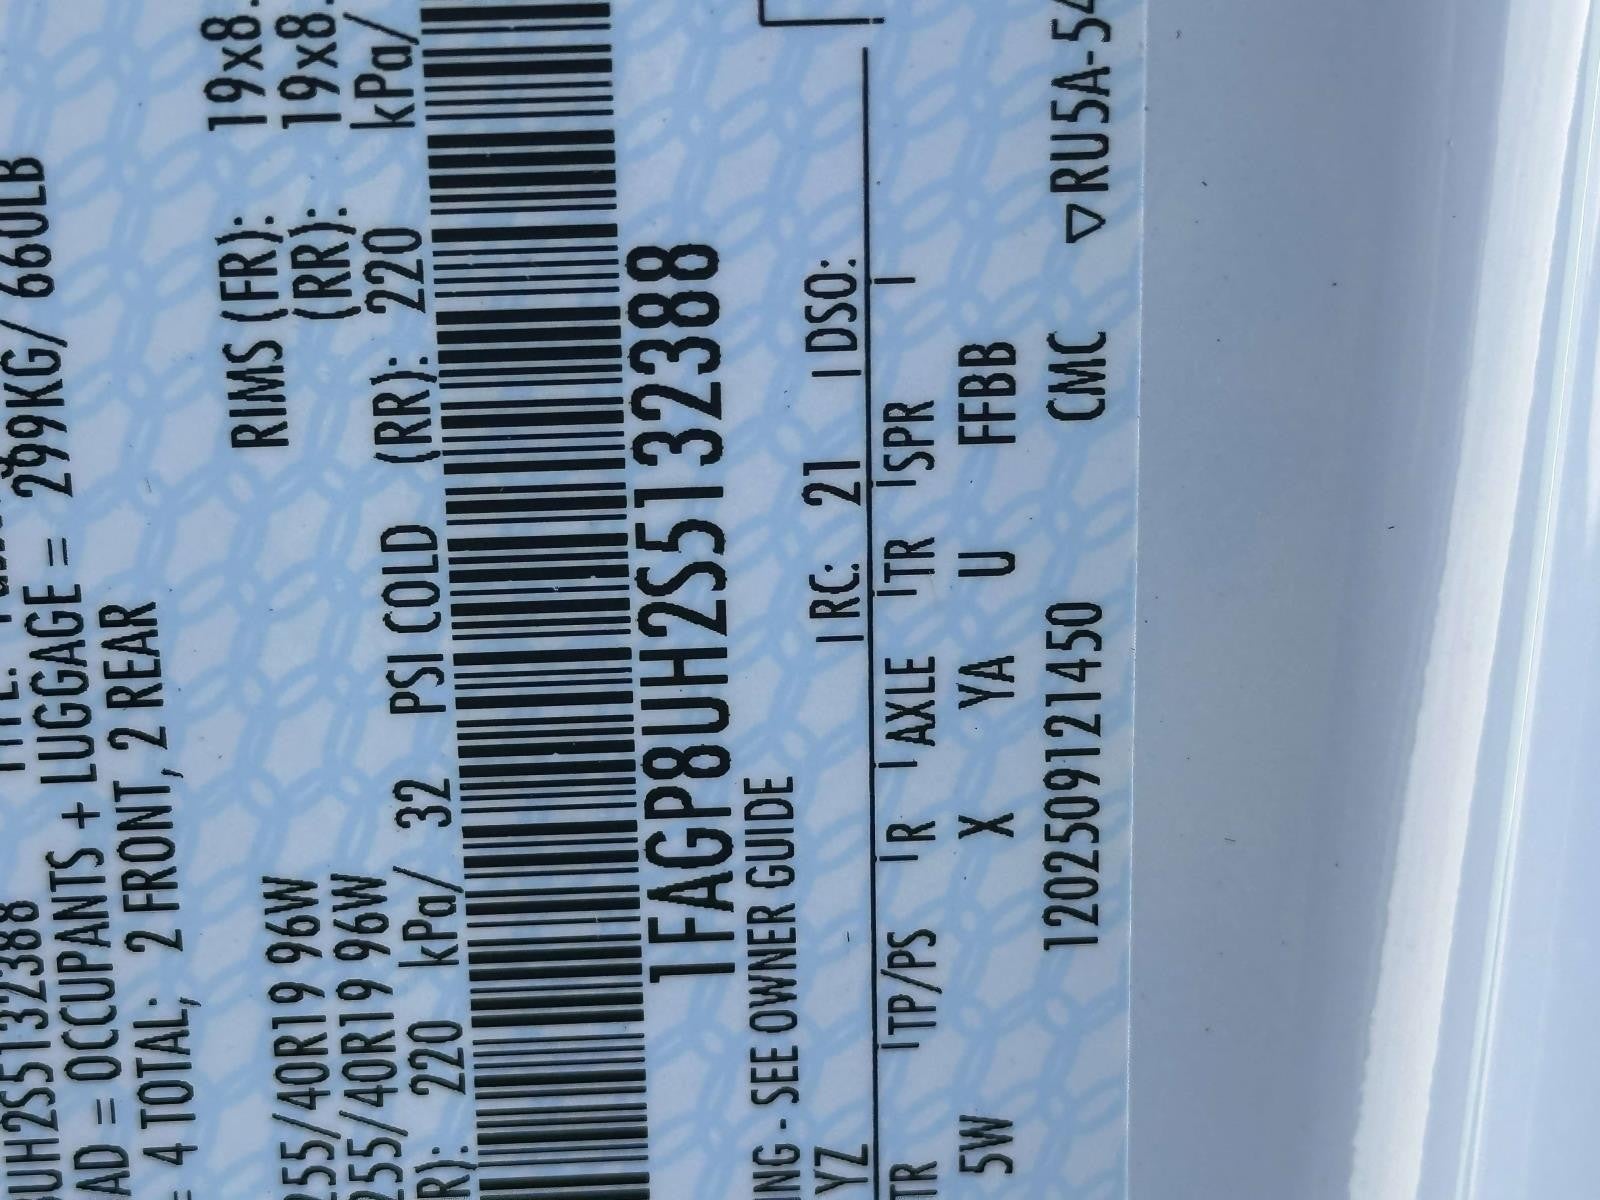 UH2S5132388
AD = OCCUPANTS + LUGGAGE = 299KG/ 660LB
= 4 TOTAL; 2 FRONT, 2 REAR
255/40R19 96W RIMS (FR): 19x8.
255/40R19 96W (RR): 19x8.
R): 220 kPa/ 32 PSI COLD (RR): 220 kPa/
1FAGP8UH2S5132388
ING - SEE OWNER GUIDE
YZ RC: 21 DSO:
TR TP/PS R AXLE TR SPR
5W X YA U FFBB
1202509121450 CMC ▽RU5A-54